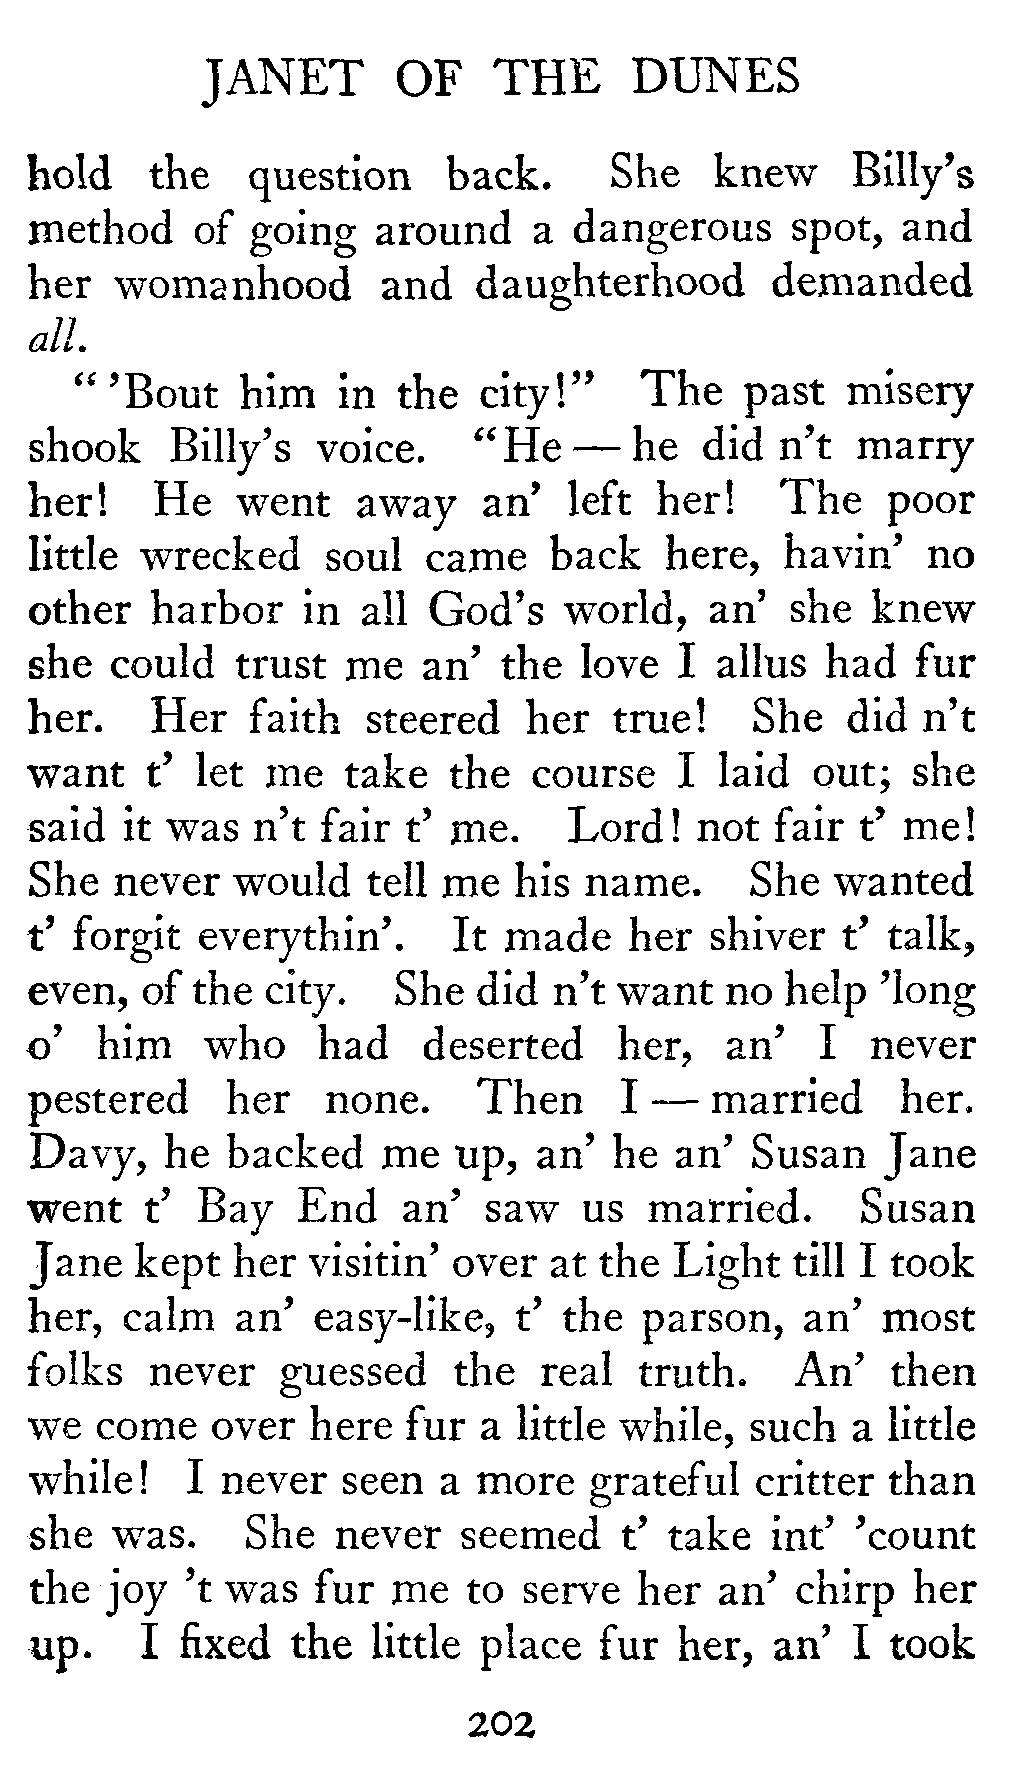 JANET OF THE DUNES
hold the question back. She knew Billy's
method of going around a dangerous spot, and
her womanhood and daughterhood demanded
all.
"'Bout him in the city!" The past misery
shook Billy's voice. "He — he did n't marry
her! He went away an' left her! The poor
little wrecked soul came back here, havin' no
other harbor in all God's world, an' she knew
she could trust me an' the love I allus had fur
her. Her faith steered her true! She did n't
want t' let me take the course I laid out; she
said it was n't fair t' me. Lord! not fair t' me!
She never would tell me his name. She wanted
t' forgit everythin'. It made her shiver t' talk,
even, of the city. She did n't want no help 'long
o' him who had deserted her, an' I never
pestered her none. Then I — married her.
Davy, he backed me up, an' he an' Susan Jane
went t' Bay End an' saw us married. Susan
Jane kept her visitin' over at the Light till I took
her, calm an' easy-like, t' the parson, an' most
folks never guessed the real truth. An' then
we come over here fur a little while, such a little
while! I never seen a more grateful critter than
she was. She never seemed t' take int' 'count
the joy 't was fur me to serve her an' chirp her
up. I fixed the little place fur her, an' I took
202